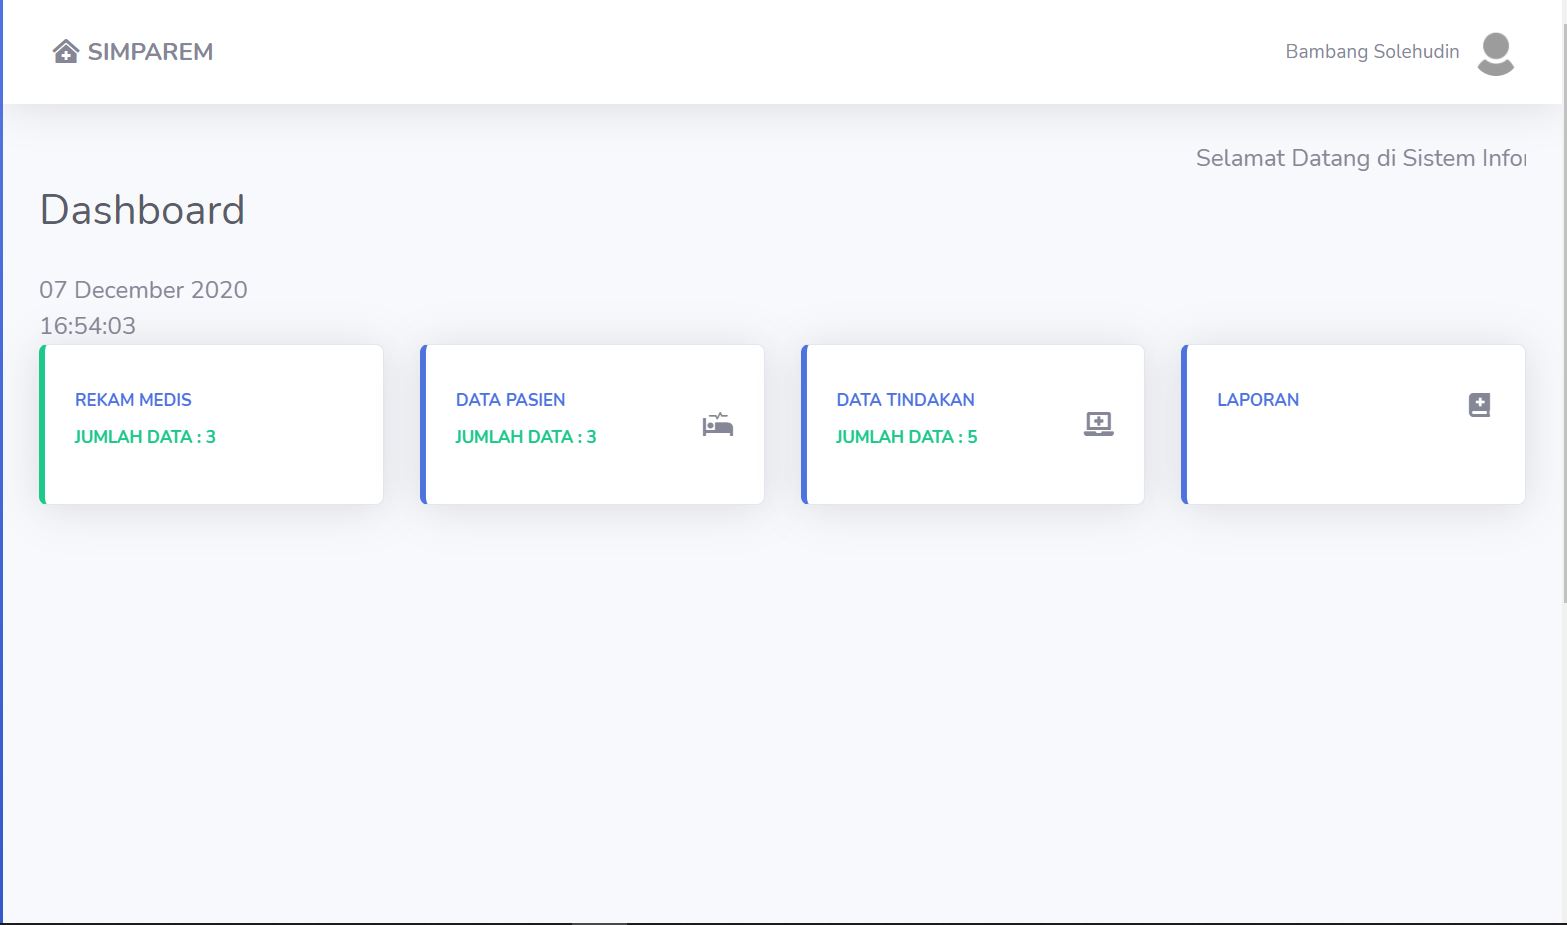 SIMPAREM
Bambang Solehudin
Selamat Datang di Sistem
Dashboard
07 December 2020
16:54:03
REKAM MEDIS
JUMLAH DATA : 3
DATA PASIEN
JUMLAH DATA : 3
DATA TINDAKAN
JUMLAH DATA : 5
LAPORAN